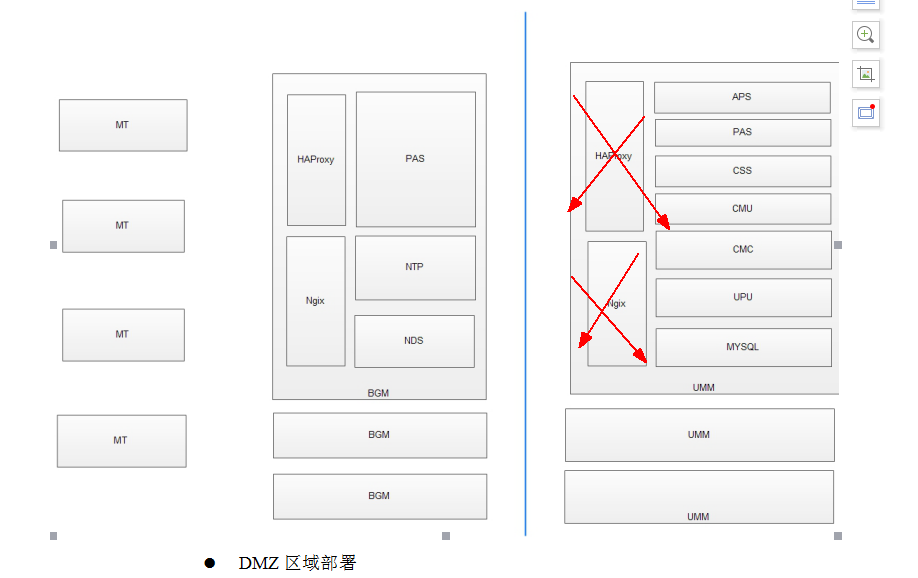 MT
MT
MT
MT
HAProxy
PAS
Ngix
NTP
NDS
BGM
BGM
BGM
HAProxy
APS
PAS
CSS
CMU
CMC
Ngix
UPU
MYSQL
UMM
UMM
UMM
● DMZ 区域部署